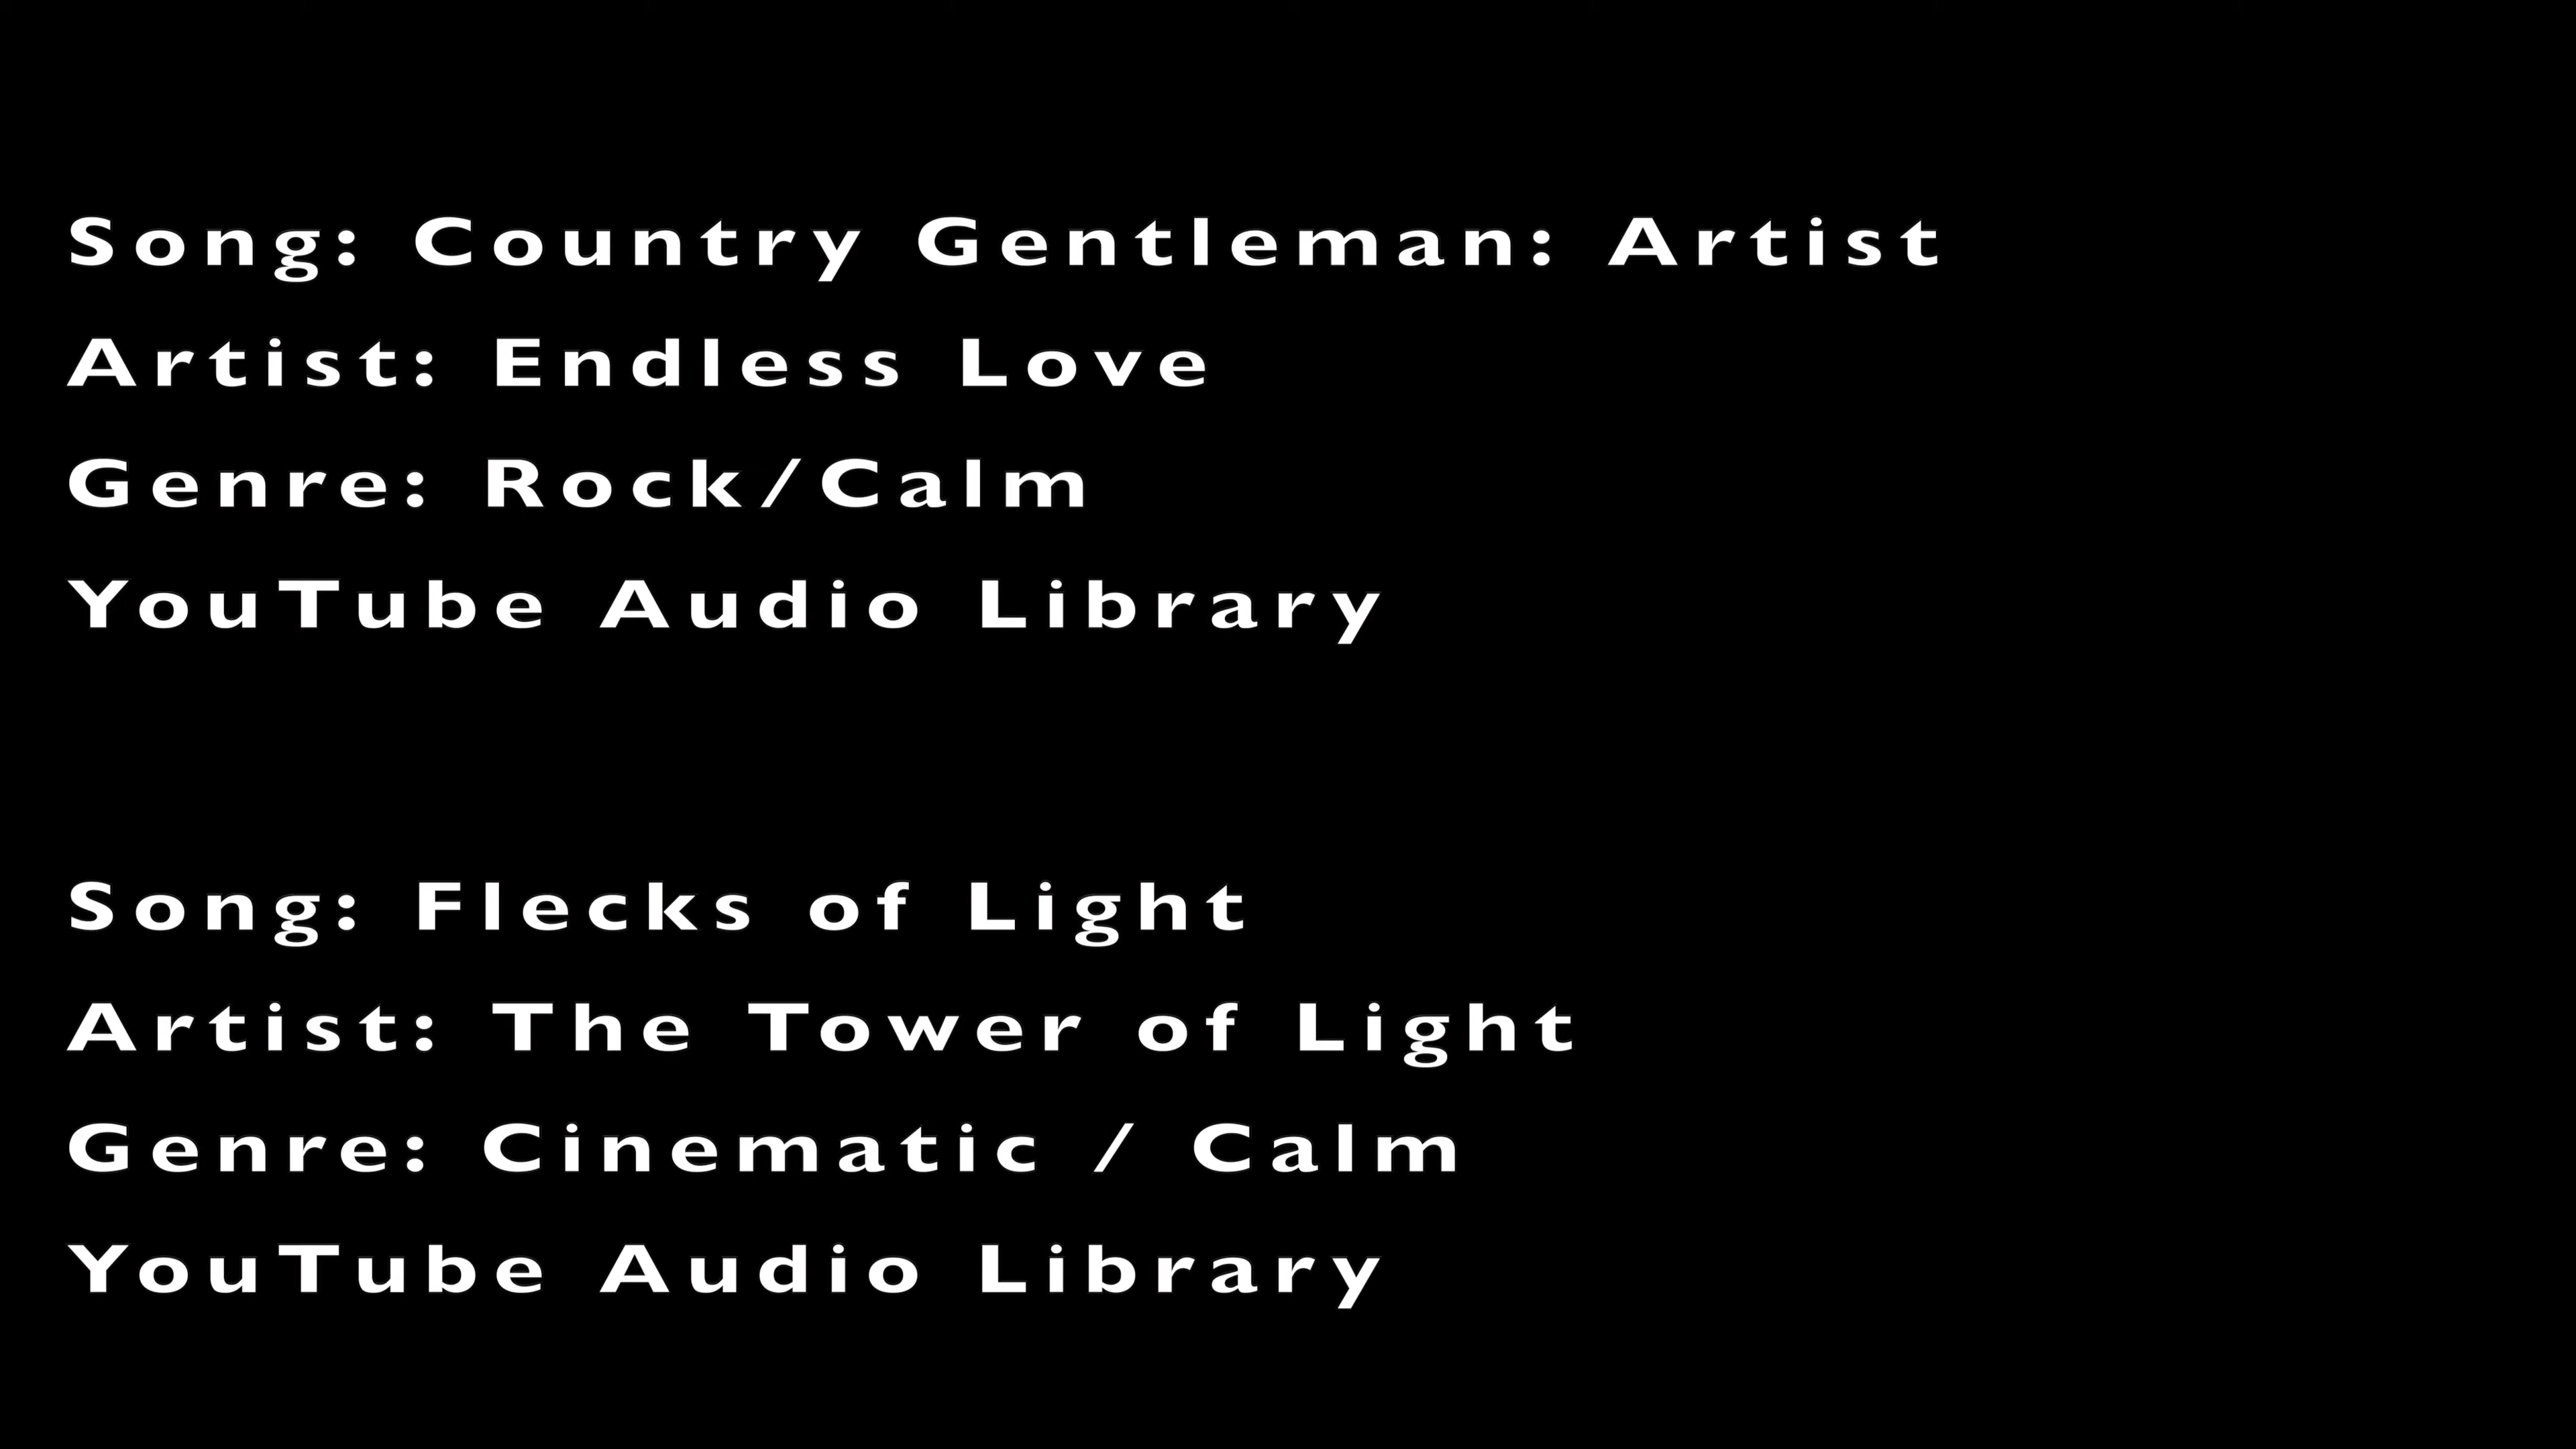 Song: Country Gentleman: Artist
Artist: Endless Love
Genre: Rock/Calm
YouTube Audio Library
Song: Flecks of Light
Artist: The Tower of Light
Genre: Cinematic / Calm
YouTube Audio Library